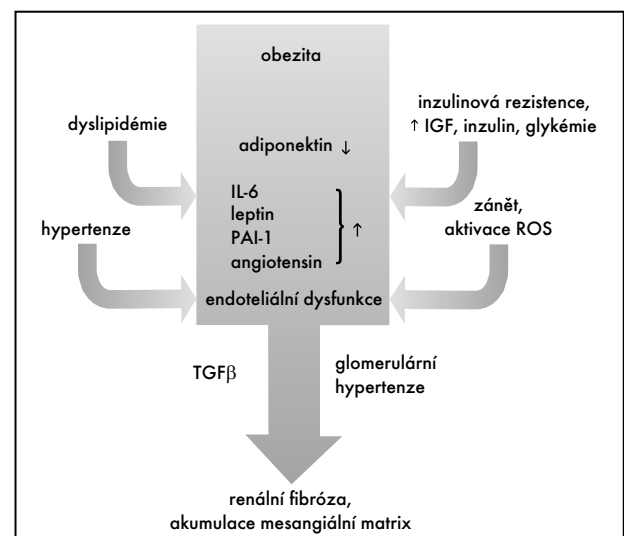 obezita
dyslipidémie
inzulinová rezistence,
↑ IGF, inzulin, glykémie
adiponektin ↓
IL-6
leptin
PAI-1
angiotensin
↑
hypertenze
zánět,
aktivace ROS
endoteliální dysfunkce
TGFβ
glomerulární
hypertenze
renální fibróza,
akumulace mesangiální matrix